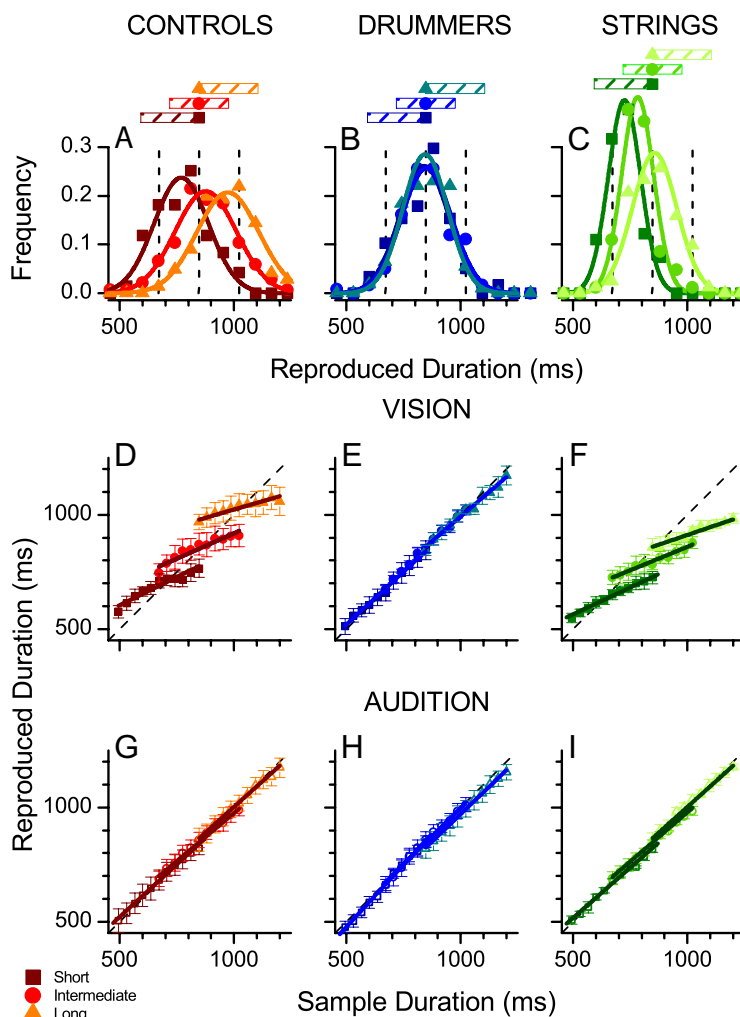 CONTROLS DRUMMERS STRINGS
A B C
Frequency
0.3
0.2
0.1
0.0
500 1000 500 1000 500 1000
Reproduced Duration (ms)
VISION
D E F
Reproduced Duration (ms)
1000
500
AUDITION
G H I
1000
500
500 1000 500 1000 500 1000
Sample Duration (ms)
Short
Intermediate
Long